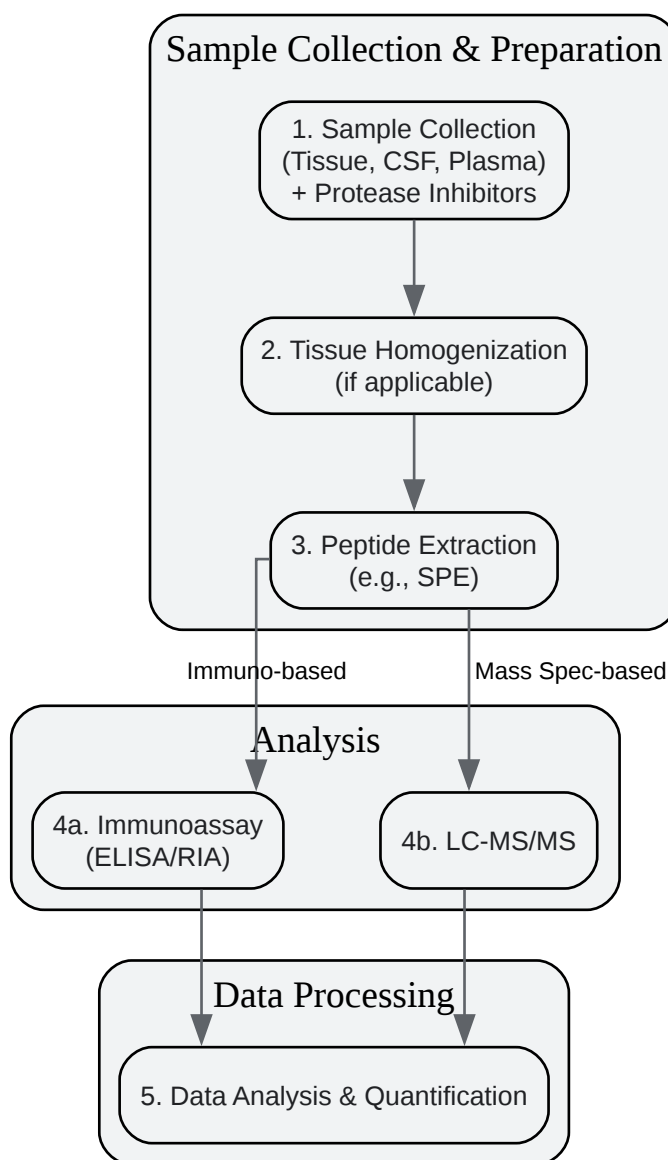 Sample Collection & Preparation
1. Sample Collection
(Tissue, CSF, Plasma)
+ Protease Inhibitors
2. Tissue Homogenization
(if applicable)
3. Peptide Extraction
(e.g., SPE)
Immuno-based
Mass Spec-based
Analysis
4a. Immunoassay
(ELISA/RIA)
4b. LC-MS/MS
Data Processing
5. Data Analysis & Quantification